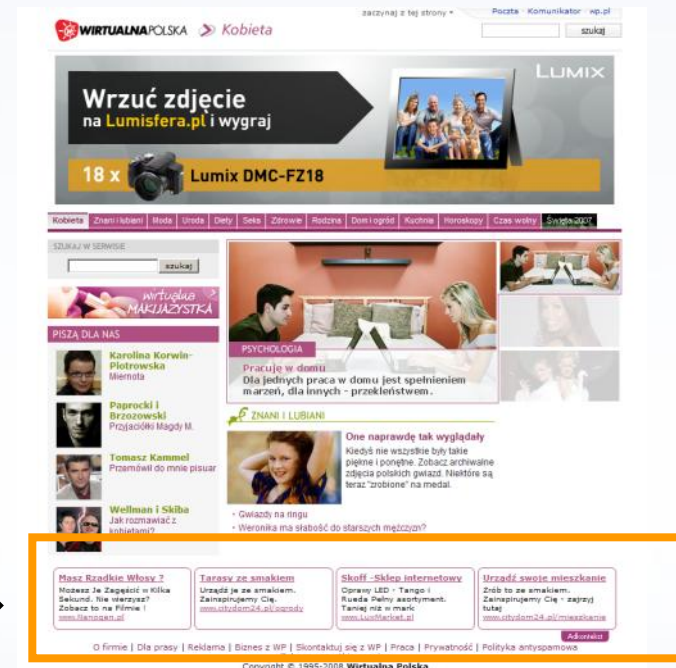 zaczynaj z tej strony
Poczta · Komunikator · wp.pl
WIRTUALNA POLSKA Kobieta
szukaj
LUMIX
Wrzuć zdjęcie
na Lumisfera.pl i wygraj
18 x Lumix DMC-FZ18
Kobieta Znani i lubiani Moda Uroda Diety Seks Zdrowie Rodzina Dom i ogród Kuchnia Horoskopy Czas wolny Święta 2007
SZUKAJ W SERWISIE
szukaj
wirtualna
MAKIJAŻYSTKA
PISZĄ DLA NAS
Karolina Korwin-
Piotrowska
Miernota
Paprocki i
Brzozowski
Przyjaciółki Magdy M.
Tomasz Kammel
Przemówił do mnie pisuar
Wellman i Skiba
Jak rozmawiać z
kobietami?
PSYCHOLOGIA
Pracuję w domu
Dla jednych praca w domu jest spełnieniem
marzeń, dla innych - przekleństwem.
ZNANI I LUBIANI
One naprawdę tak wyglądały
Kiedyś nie wszystkie były takie
piękne i ponętne. Zobacz archiwalne
zdjęcia polskich gwiazd. Niektóre są
teraz "zrobione" na medal.
· Gwiazdy na ringu
· Weronika ma słabość do starszych mężczyzn?
Masz Rzadkie Włosy ?
Możesz Je Zagęścić w Kilka
Sekund. Nie wierzysz?
Zobacz to na Filmie !
www.Nanogen.pl
Tarasy ze smakiem
Urządź je ze smakiem.
Zainspirujemy Cię.
www.citydom24.pl/ogrody
Skoff -Sklep internetowy
Oprawy LED - Tango i
Rueda Pełny asortyment.
Taniej niż w mark
www.LuxMarket.pl
Urządź swoje mieszkanie
Zrób to ze smakiem.
Zainspirujemy Cię - zajrzyj
tutaj
www.citydom24.pl/mieszkanie
Adkontekst
O firmie | Dla prasy | Reklama | Biznes z WP | Skontaktuj się z WP | Praca | Prywatność | Polityka antyspamowa
Copyright © 1995-2008 Wirtualna Polska